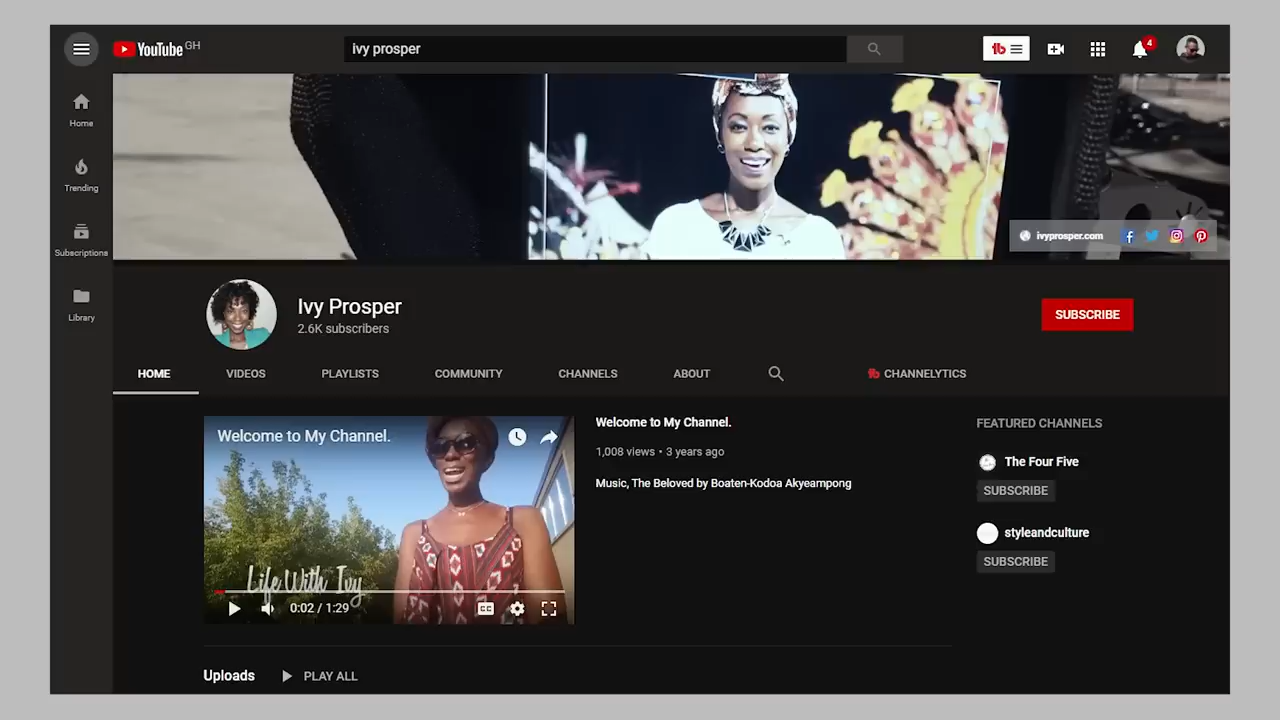 YouTube GH
ivy prosper
4
Home
Trending
Subscriptions
Library
ivyprosper.com
Ivy Prosper
2.6K subscribers
SUBSCRIBE
HOME
VIDEOS
PLAYLISTS
COMMUNITY
CHANNELS
ABOUT
CHANNELYTICS
Welcome to My Channel.
Life With Ivy
0:02 / 1:29
CC
Welcome to My Channel.
1,008 views • 3 years ago
Music, The Beloved by Boaten-Kodoa Akyeampong
FEATURED CHANNELS
The Four Five
SUBSCRIBE
styleandculture
SUBSCRIBE
Uploads
PLAY ALL